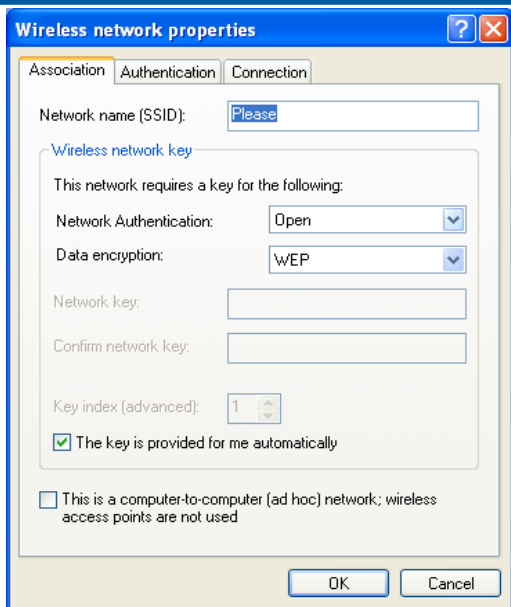 Wireless network properties
Association Authentication Connection
Network name (SSID): Please
Wireless network key
This network requires a key for the following:
Network Authentication: Open
Data encryption: WEP
Network key:
Confirm network key:
Key index (advanced): 1
The key is provided for me automatically
This is a computer-to-computer (ad hoc) network; wireless
access points are not used
OK Cancel